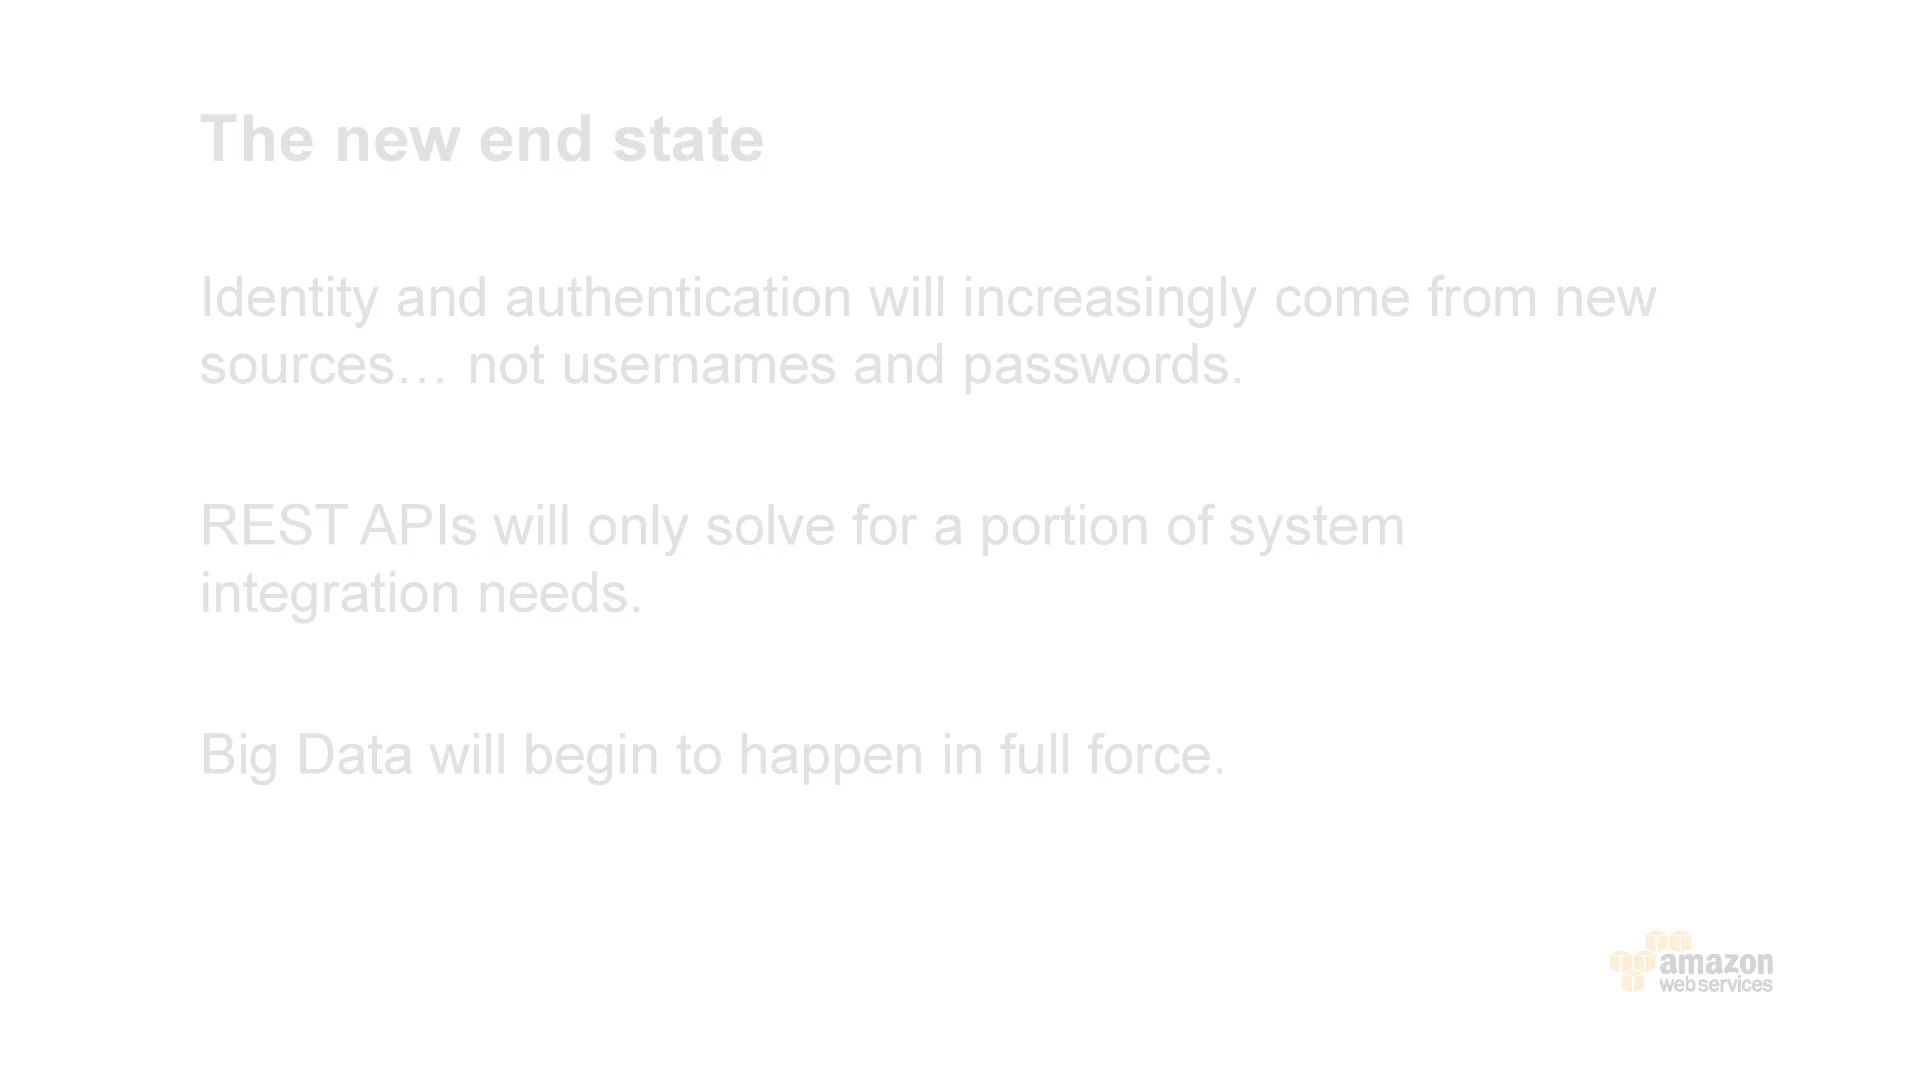 The new end state
Identity and authentication will increasingly come from new
sources… not usernames and passwords.
REST APIs will only solve for a portion of system
integration needs.
Big Data will begin to happen in full force.
amazon
web services